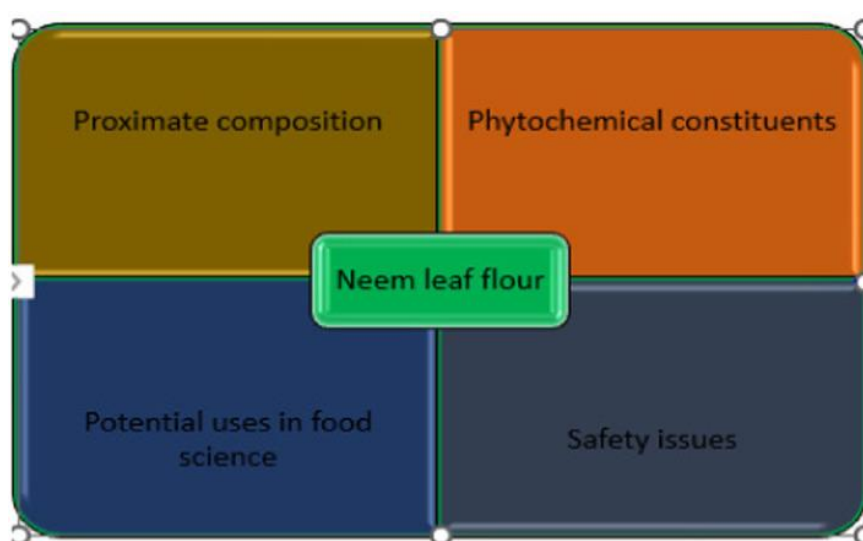 Proximate composition
Phytochemical constituents
Neem leaf flour
Potential uses in food
science
Safety issues